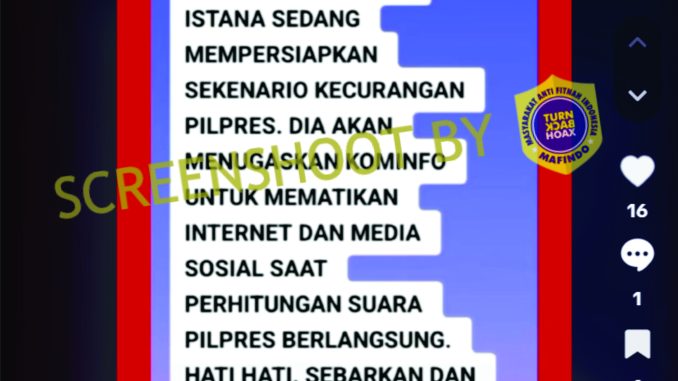 ISTANA SEDANG
MEMPERSIAPKAN
SEKENARIO KECURANGAN
PILPRES. DIA AKAN
MENUGASKAN KOMINFO
UNTUK MEMATIKAN
INTERNET DAN MEDIA
SOSIAL SAAT
PERHITUNGAN SUARA
PILPRES BERLANGSUNG.
HATI HATI, SEBARKAN DAN
SCREENSHOOT BY
MASYARAKAT ANTI FITNAH INDONESIA
TURN
BACK
HOAX
MAFINDO
16
1